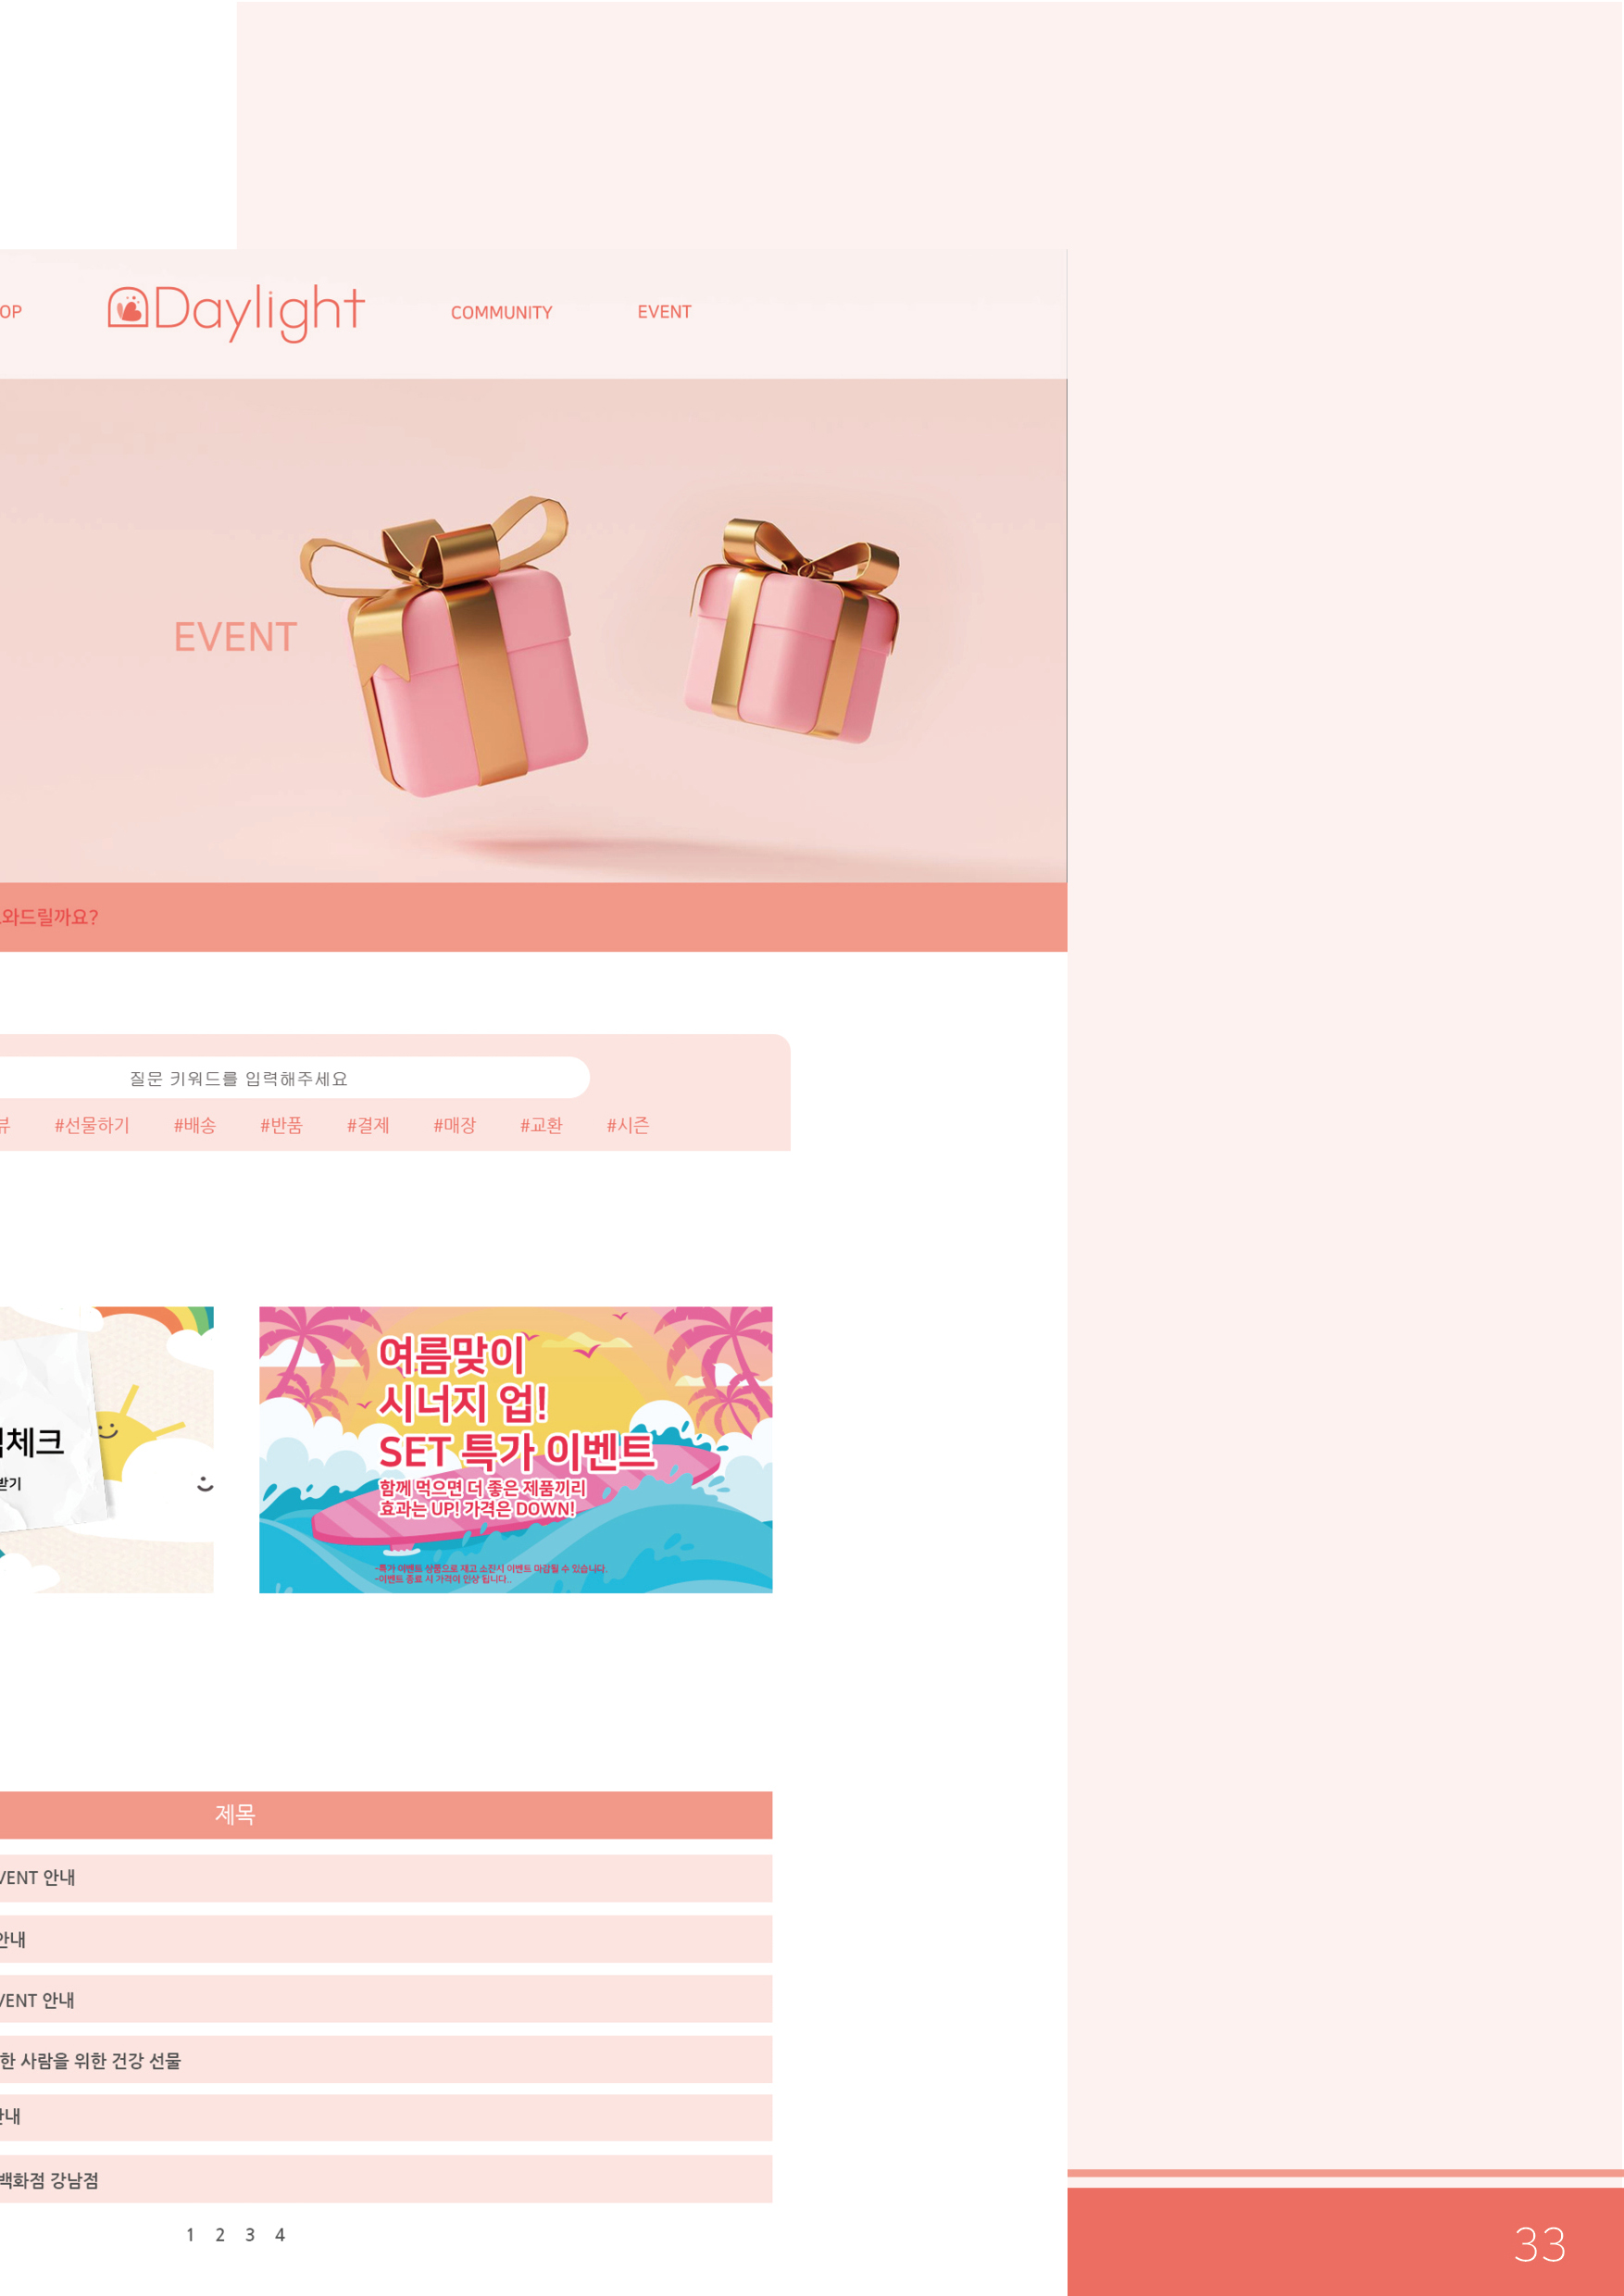 OP
Daylight
COMMUNITY
EVENT
EVENT
와드릴까요?
질문 키워드를 입력해주세요
뷰 #선물하기 #배송 #반품 #결제 #매장 #교환 #시즌
체크
받기
여름맞이
시너지 업!
SET 특가 이벤트
함께 먹으면 더 좋은 제품끼리
효과는 UP! 가격은 DOWN!
-특가 이벤트 상품으로 재고 소진시 이벤트 마감될 수 있습니다.
-이벤트 종료 시 가격이 인상 됩니다..
제목
VENT 안내
안내
VENT 안내
한 사람을 위한 건강 선물
안내
백화점 강남점
1 2 3 4
33